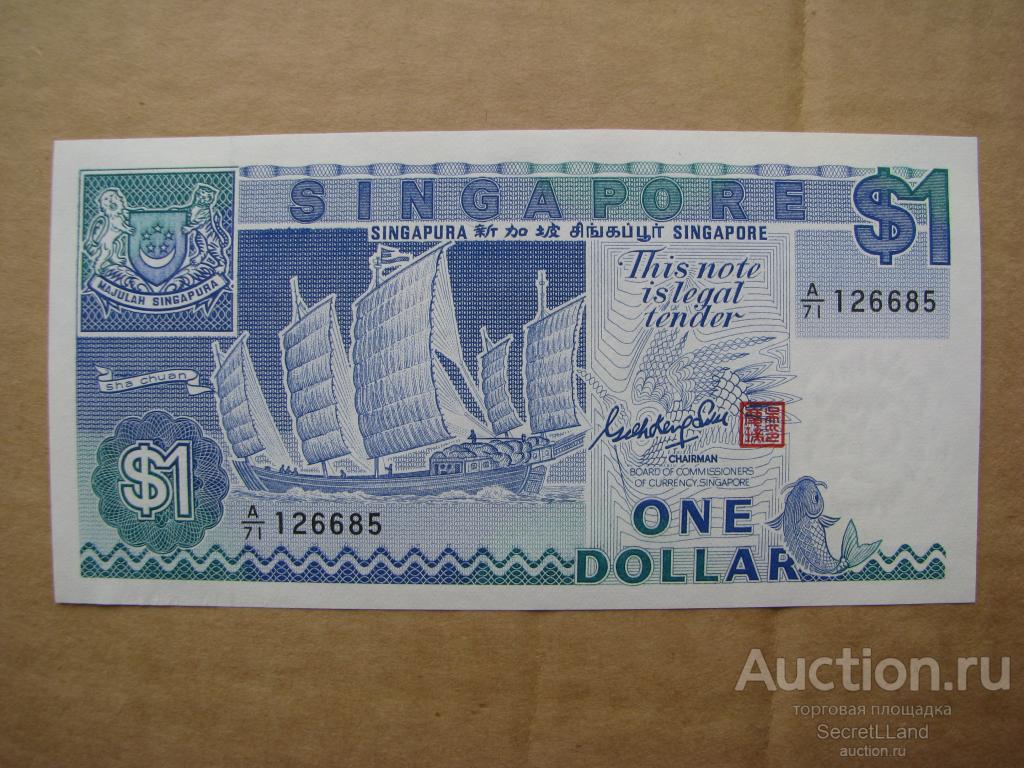 SINGAPORE $1
SINGAPURA 新加坡 சிங்கப்பூர் SINGAPORE
MAJULAH SINGAPURA
This note
is legal
tender
A/71 126685
sha chuan
CHAIRMAN
BOARD OF COMMISSIONERS
OF CURRENCY, SINGAPORE
$1
A/71 126685
ONE
DOLLAR
Auction.ru
торговая площадка
SecretLLand
auction.ru